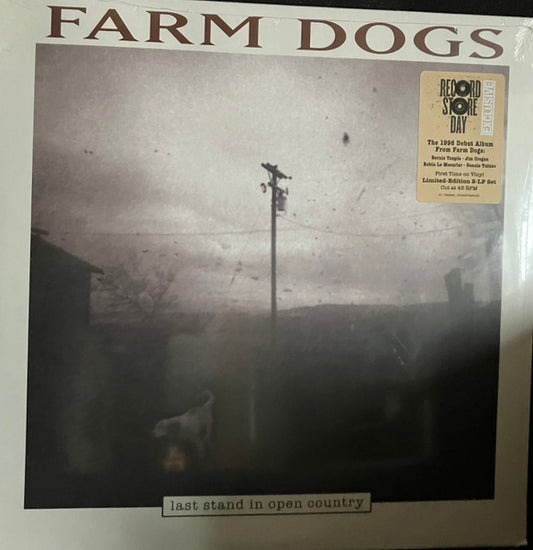 FARM DOGS
RECORD
STORE
DAY
EXCLUSIVE
The 1996 Debut Album
From Farm Dogs:
Bernie Taupin - Jim Cregan
Robin Le Mesurier - Dennis Tufano
First Time on Vinyl
Limited-Edition 2-LP Set
Cut at 45 RPM
last stand in open country